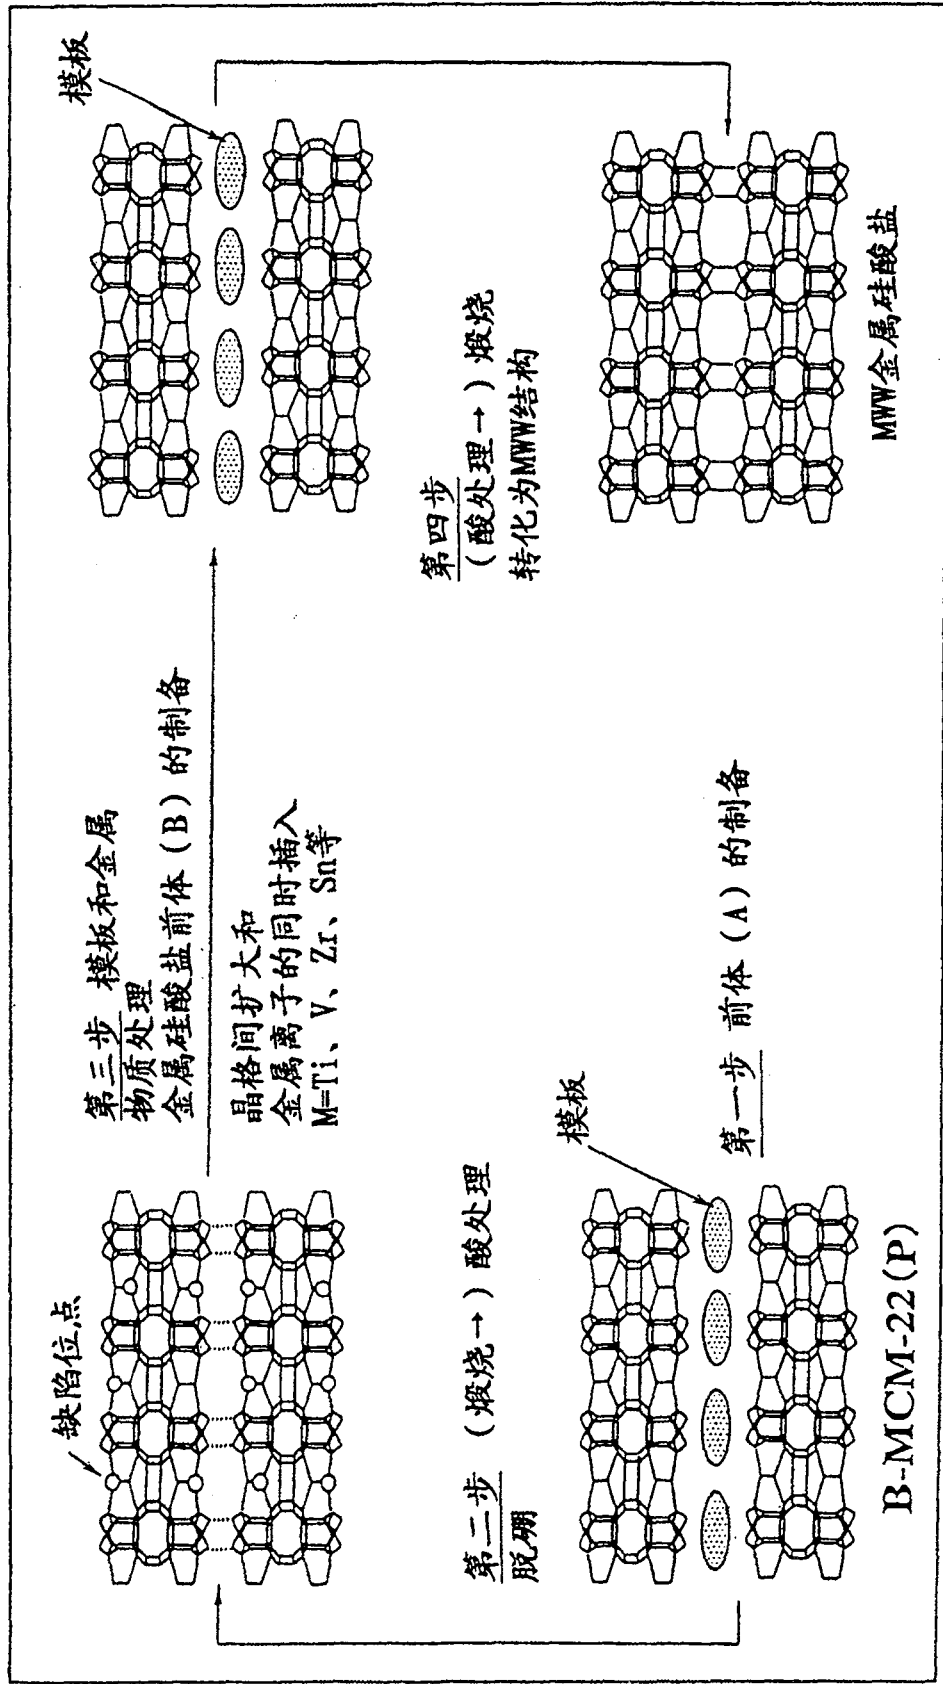 缺陷位点
第三步 模板和金属
物质处理
金属硅酸盐前体(B)的制备
晶格间扩大和
金属离子的同时插入
M=Ti、V、Zr、Sn等
模板
第二步 (煅烧→)酸处理
脱硼
第四步
(酸处理→)煅烧
转化为MWW结构
模板
第一步 前体(A)的制备
B-MCM-22(P)
MWW金属硅酸盐